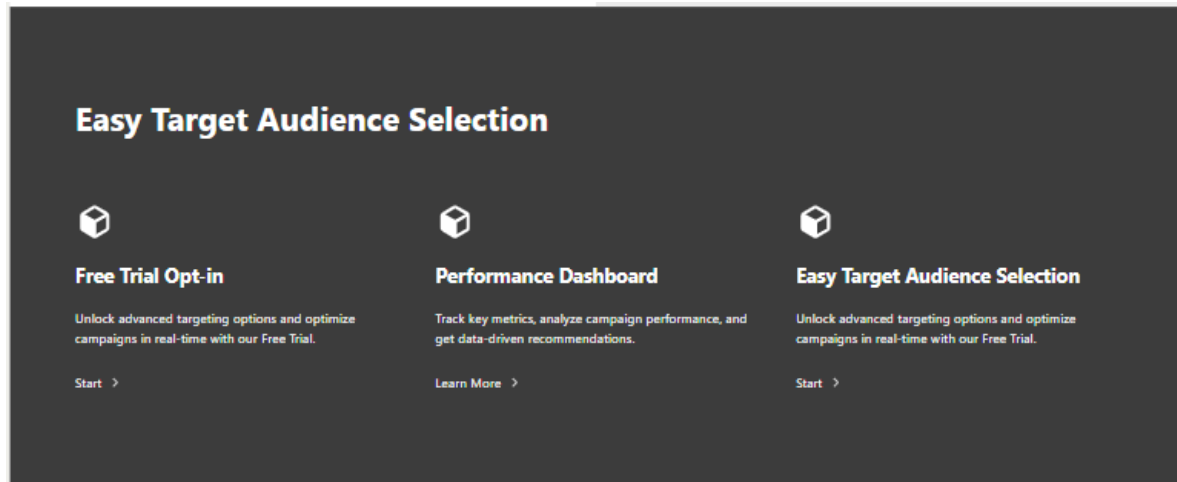 Easy Target Audience Selection
Free Trial Opt-in
Unlock advanced targeting options and optimize
campaigns in real-time with our Free Trial.
Start
Performance Dashboard
Track key metrics, analyze campaign performance, and
get data-driven recommendations.
Learn More
Easy Target Audience Selection
Unlock advanced targeting options and optimize
campaigns in real-time with our Free Trial.
Start